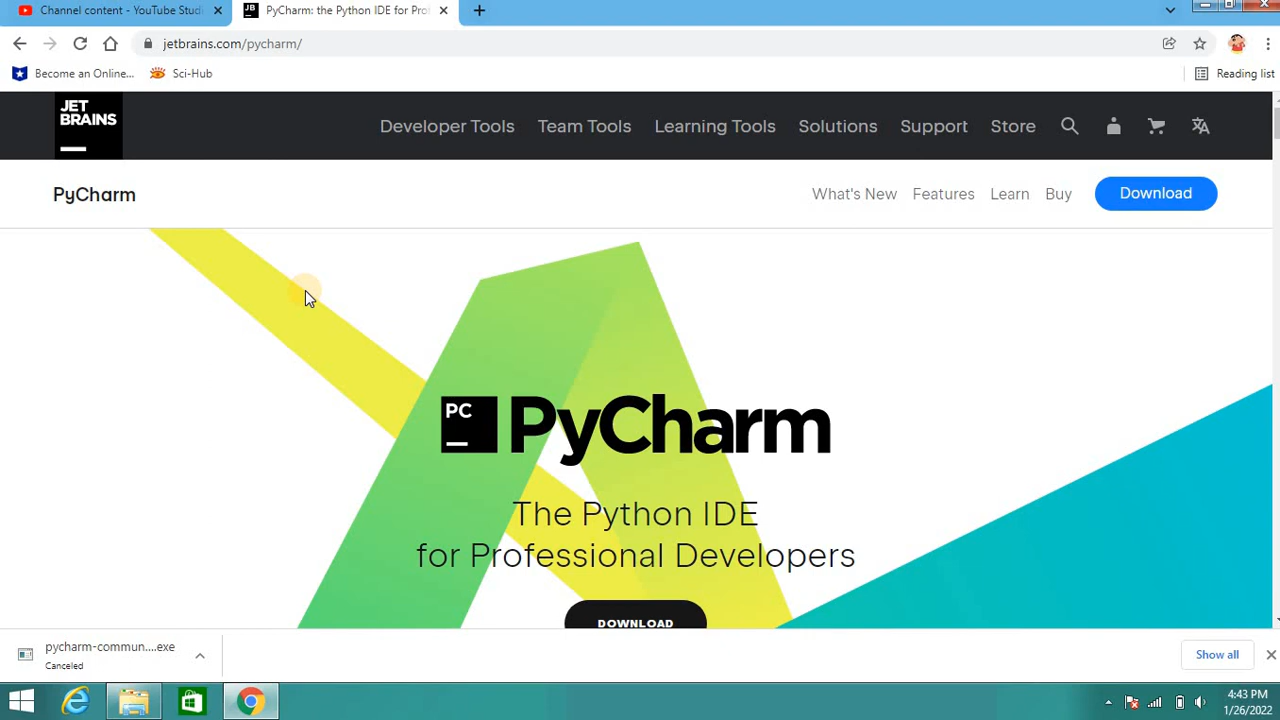 Channel content - YouTube Studi
PyCharm: the Python IDE for Prof
jetbrains.com/pycharm/
Become an Online...
Sci-Hub
Reading list
JET
BRAINS
Developer Tools
Team Tools
Learning Tools
Solutions
Support
Store
PyCharm
What's New
Features
Learn
Buy
Download
PC
PyCharm
The Python IDE
for Professional Developers
DOWNLOAD
pycharm-commun....exe
Canceled
Show all
4:43 PM
1/26/2022